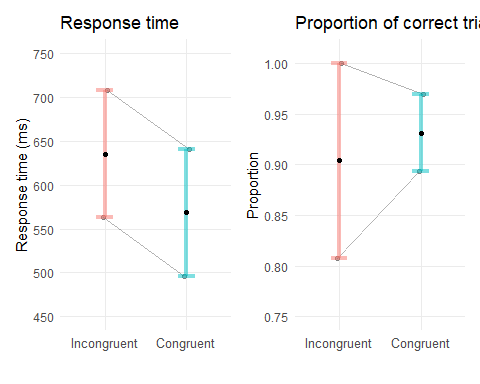 Response time
750
700
650
600
550
500
450
Response time (ms)
Incongruent Congruent
Proportion of correct tria
1.00
0.95
0.90
0.85
0.80
0.75
Proportion
Incongruent Congruent